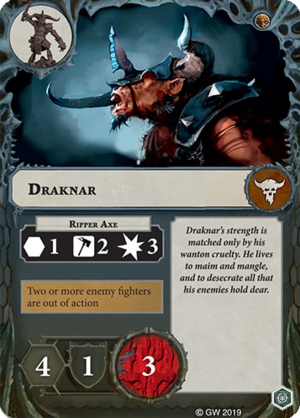 Draknar
Ripper Axe
1 2 3
Two or more enemy fighters
are out of action
Draknar's strength is
matched only by his
wanton cruelty. He lives
to maim and mangle,
and to desecrate all that
his enemies hold dear.
4 1 3
© GW 2019